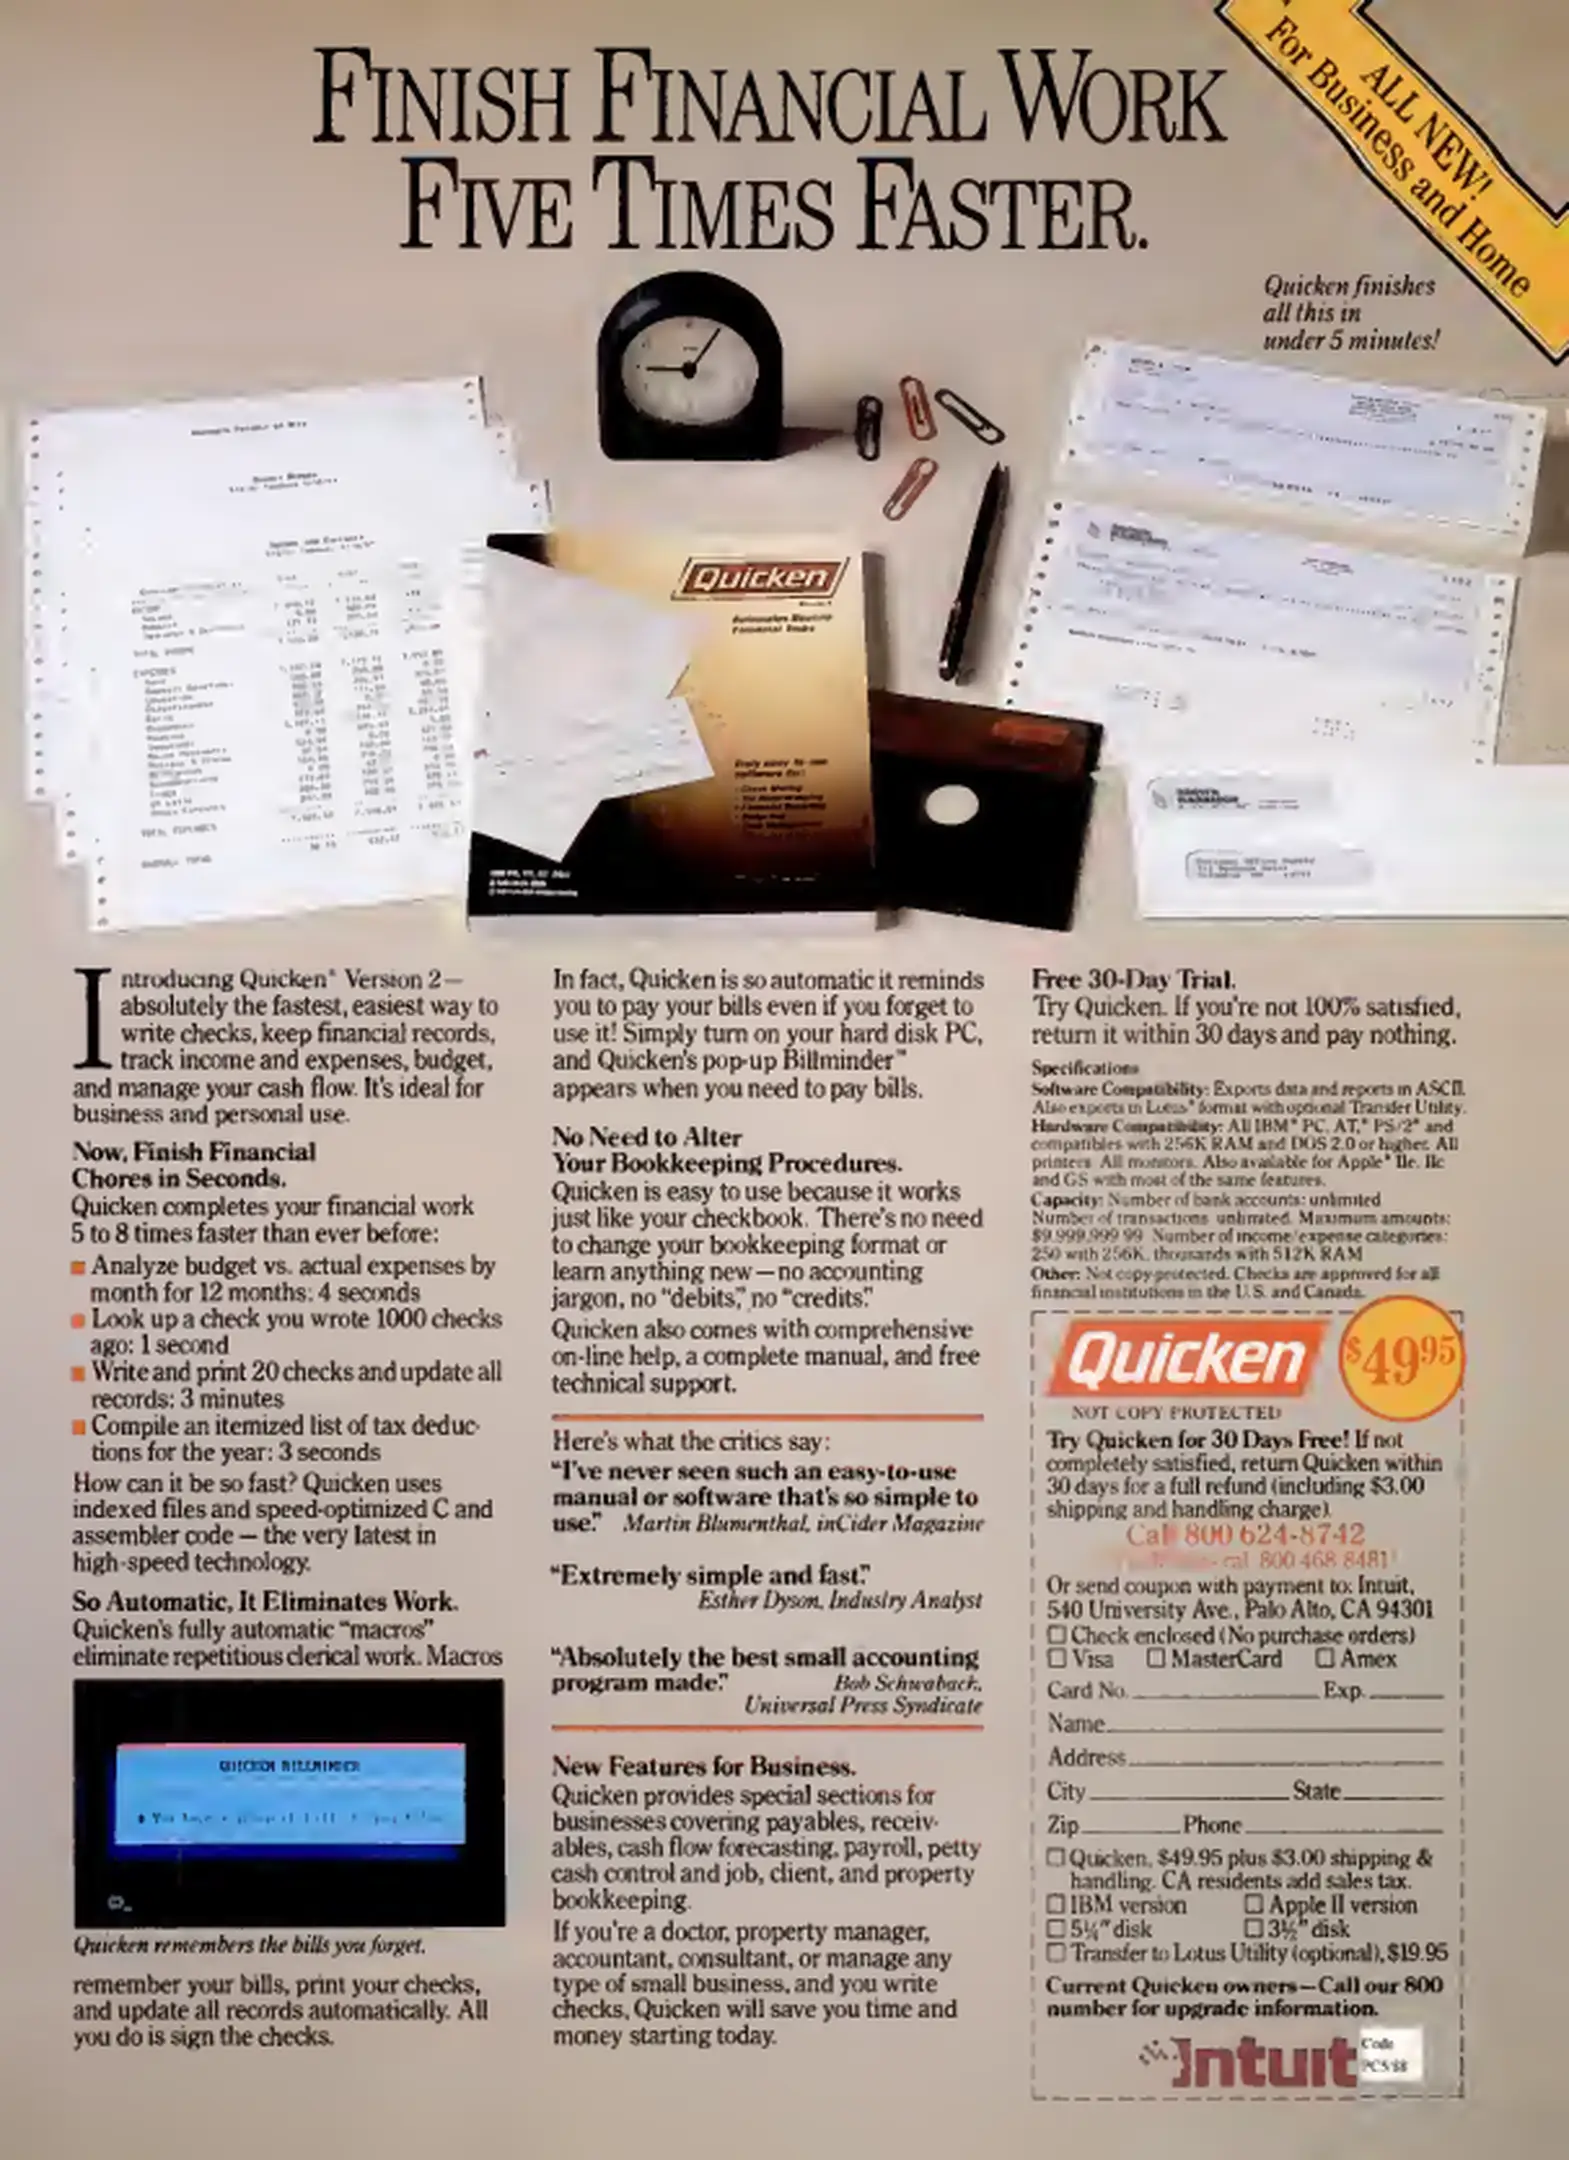 FINISH FINANCIAL WORK
FIVE TIMES FASTER.
ALL NEW!
For Business and Home
Quicken finishes
all this in
under 5 minutes!
Quicken
Introducing Quicken® Version 2—
absolutely the fastest, easiest way to
write checks, keep financial records,
track income and expenses, budget,
and manage your cash flow. It's ideal for
business and personal use.
Now, Finish Financial
Chores in Seconds.
Quicken completes your financial work
5 to 8 times faster than ever before:
Analyze budget vs. actual expenses by
month for 12 months: 4 seconds
Look up a check you wrote 1000 checks
ago: 1 second
Write and print 20 checks and update all
records: 3 minutes
Compile an itemized list of tax deduc-
tions for the year: 3 seconds
How can it be so fast? Quicken uses
indexed files and speed-optimized C and
assembler code — the very latest in
high-speed technology.
So Automatic, It Eliminates Work.
Quicken's fully automatic “macros”
eliminate repetitious clerical work. Macros
QUICKEN BILLMINDER
Quicken remembers the bills you forget.
remember your bills, print your checks,
and update all records automatically. All
you do is sign the checks.
In fact, Quicken is so automatic it reminds
you to pay your bills even if you forget to
use it! Simply turn on your hard disk PC,
and Quicken's pop-up Billminder™
appears when you need to pay bills.
No Need to Alter
Your Bookkeeping Procedures.
Quicken is easy to use because it works
just like your checkbook. There's no need
to change your bookkeeping format or
learn anything new—no accounting
jargon, no “debits,” no “credits.”
Quicken also comes with comprehensive
on-line help, a complete manual, and free
technical support.
Here's what the critics say:
“I've never seen such an easy-to-use
manual or software that's so simple to
use.” Martin Blumenthal, inCider Magazine
“Extremely simple and fast.”
Esther Dyson, Industry Analyst
“Absolutely the best small accounting
program made.” Bob Schwabach,
Universal Press Syndicate
New Features for Business.
Quicken provides special sections for
businesses covering payables, receiv-
ables, cash flow forecasting, payroll, petty
cash control and job, client, and property
bookkeeping.
If you're a doctor, property manager,
accountant, consultant, or manage any
type of small business, and you write
checks, Quicken will save you time and
money starting today.
Free 30-Day Trial.
Try Quicken. If you're not 100% satisfied,
return it within 30 days and pay nothing.
Specifications
Software Compatibility: Exports data and reports in ASCII.
Also exports in Lotus® format with optional Transfer Utility.
Hardware Compatibility: All IBM® PC, AT,® PS/2® and
compatibles with 256K RAM and DOS 2.0 or higher. All
printers. All monitors. Also available for Apple® IIe, IIc
and GS with most of the same features.
Capacity: Number of bank accounts: unlimited
Number of transactions: unlimited. Maximum amounts:
$9,999,999.99 Number of income/expense categories:
250 with 256K, thousands with 512K RAM
Other: Not copy-protected. Checks are approved for all
financial institutions in the U.S. and Canada.
Quicken $49.95
NOT COPY PROTECTED
Try Quicken for 30 Days Free! If not
completely satisfied, return Quicken within
30 days for a full refund (including $3.00
shipping and handling charge).
Call 800 624-8742
call 800 468-8481
Or send coupon with payment to: Intuit,
540 University Ave., Palo Alto, CA 94301
Check enclosed (No purchase orders)
Visa MasterCard Amex
Card No. Exp.
Name
Address
City State
Zip Phone
Quicken, $49.95 plus $3.00 shipping &
handling. CA residents add sales tax.
IBM version Apple II version
5¼" disk 3½" disk
Transfer to Lotus Utility (optional), $19.95
Current Quicken owners—Call our 800
number for upgrade information.
Intuit
Code
PC5/88